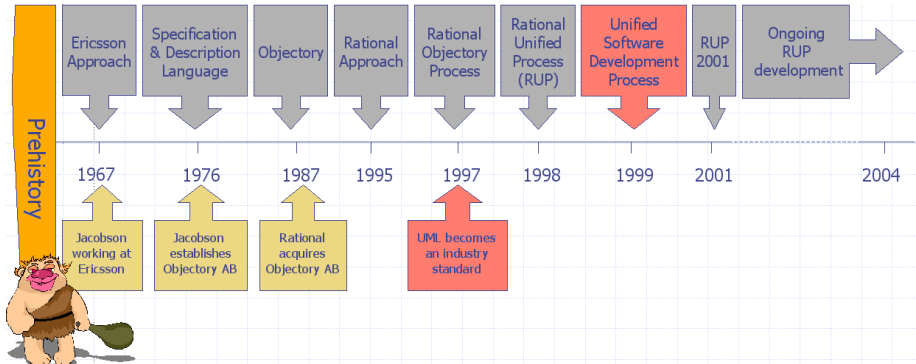 Prehistory
Ericsson
Approach
Specification
& Description
Language
Objectory
Rational
Approach
Rational
Objectory
Process
Rational
Unified
Process
(RUP)
Unified
Software
Development
Process
RUP
2001
Ongoing
RUP
development
1967
1976
1987
1995
1997
1998
1999
2001
2004
Jacobson
working at
Ericsson
Jacobson
establishes
Objectory AB
Rational
acquires
Objectory AB
UML becomes
an industry
standard